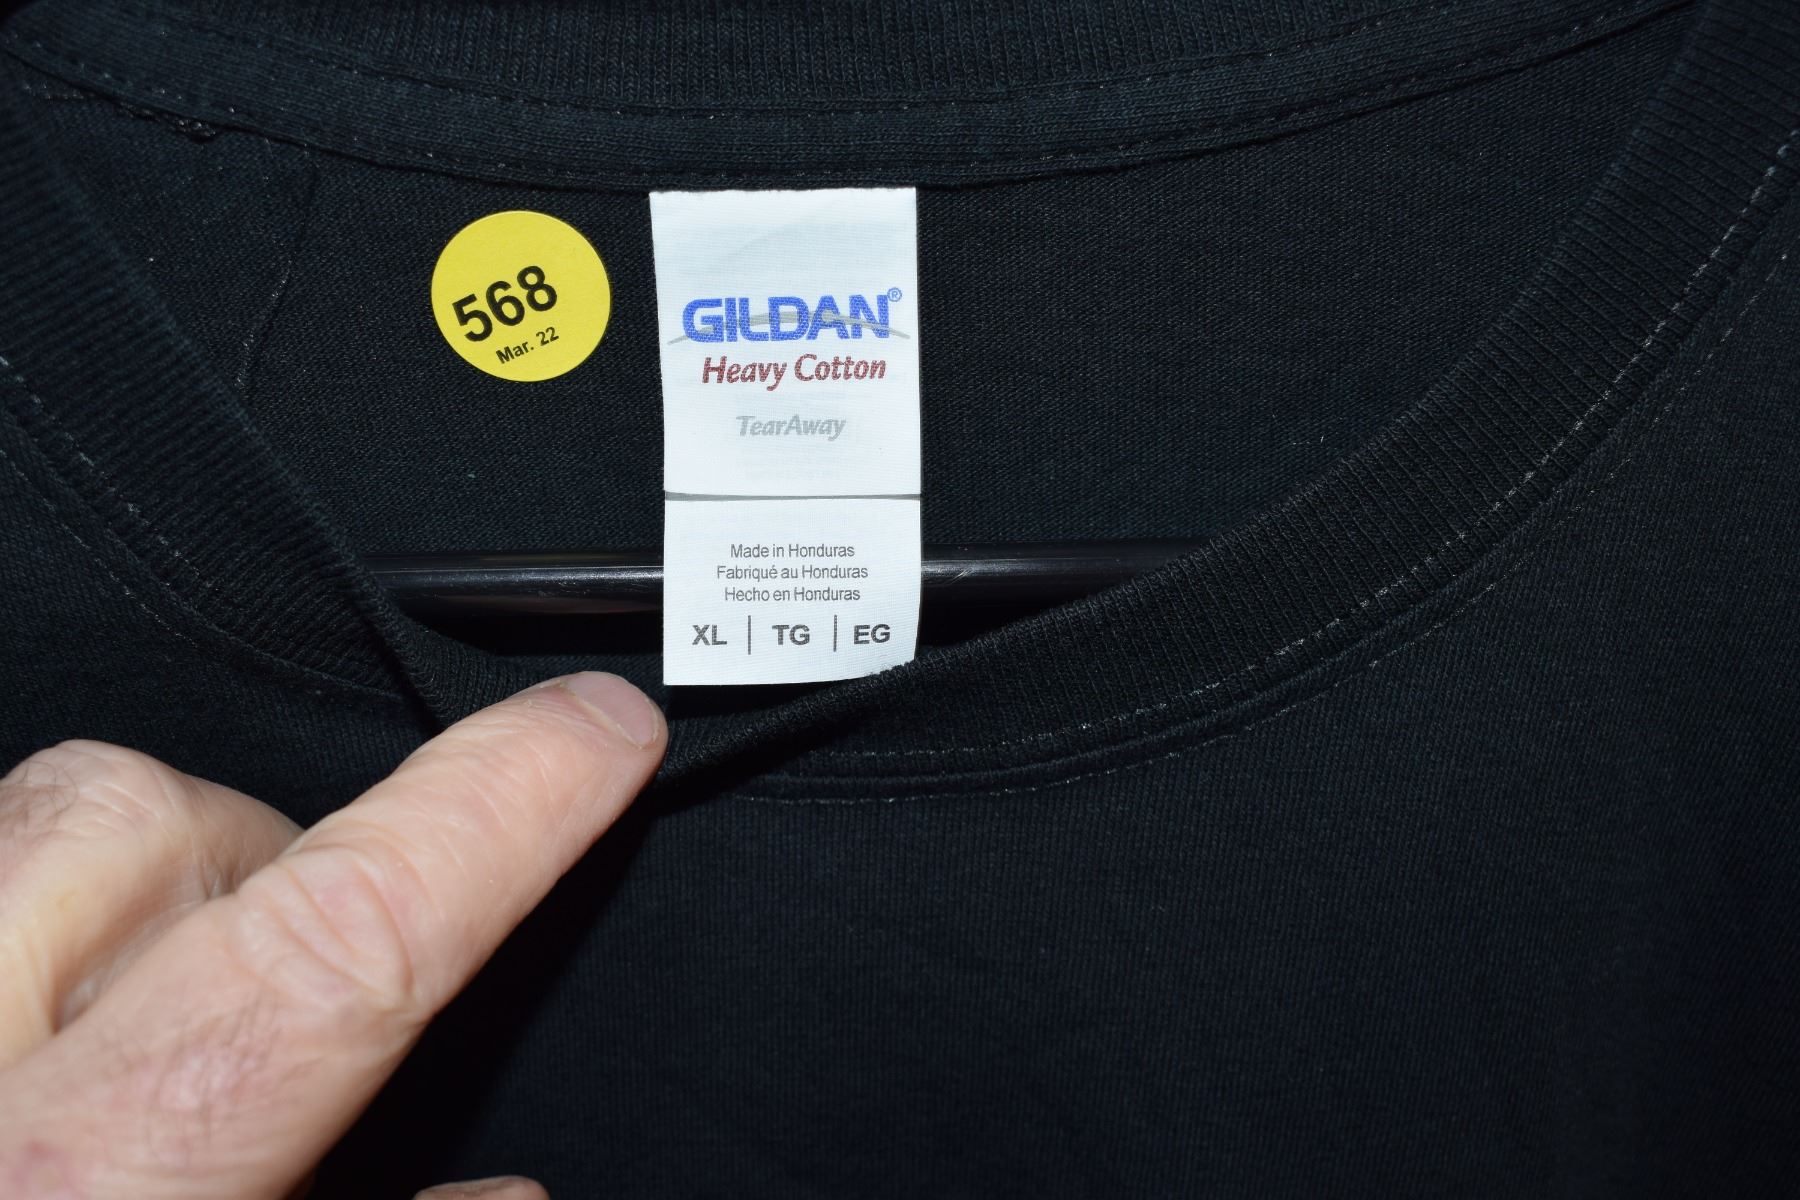 568
Mar. 22
GILDAN®
Heavy Cotton
TearAway
Made in Honduras
Fabriqué au Honduras
Hecho en Honduras
XL | TG | EG